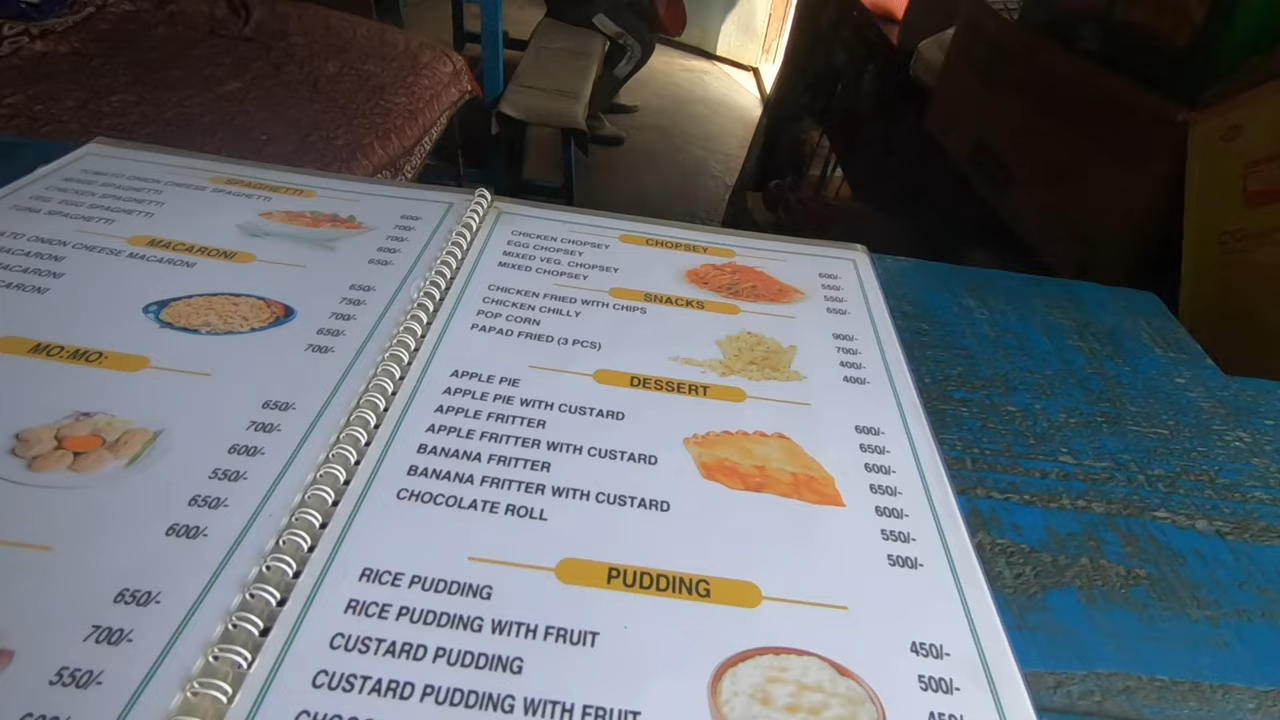 SPAGHETTI
TOMATO ONION CHEESE SPAGHETTI
600/-
SPAGHETTI
700/-
CHICKEN SPAGHETTI
700/-
VEG. EGG SPAGHETTI
600/-
TUNA SPAGHETTI
650/-
MACARONI
ATO ONION CHEESE MACARONI
650/-
MACARONI
750/-
MACARONI
700/-
CARONI
650/-
700/-
MO:MO:
650/-
700/-
600/-
550/-
650/-
600/-
650/-
700/-
550/-
CHOPSEY
CHICKEN CHOPSEY
600/-
EGG CHOPSEY
550/-
MIXED VEG. CHOPSEY
550/-
MIXED CHOPSEY
650/-
SNACKS
CHICKEN FRIED WITH CHIPS
900/-
CHICKEN CHILLY
700/-
POP CORN
400/-
PAPAD FRIED (3 PCS)
400/-
DESSERT
APPLE PIE
600/-
APPLE PIE WITH CUSTARD
650/-
APPLE FRITTER
600/-
APPLE FRITTER WITH CUSTARD
650/-
BANANA FRITTER
600/-
BANANA FRITTER WITH CUSTARD
550/-
CHOCOLATE ROLL
500/-
PUDDING
RICE PUDDING
450/-
RICE PUDDING WITH FRUIT
500/-
CUSTARD PUDDING
450/-
CUSTARD PUDDING WITH FRUIT